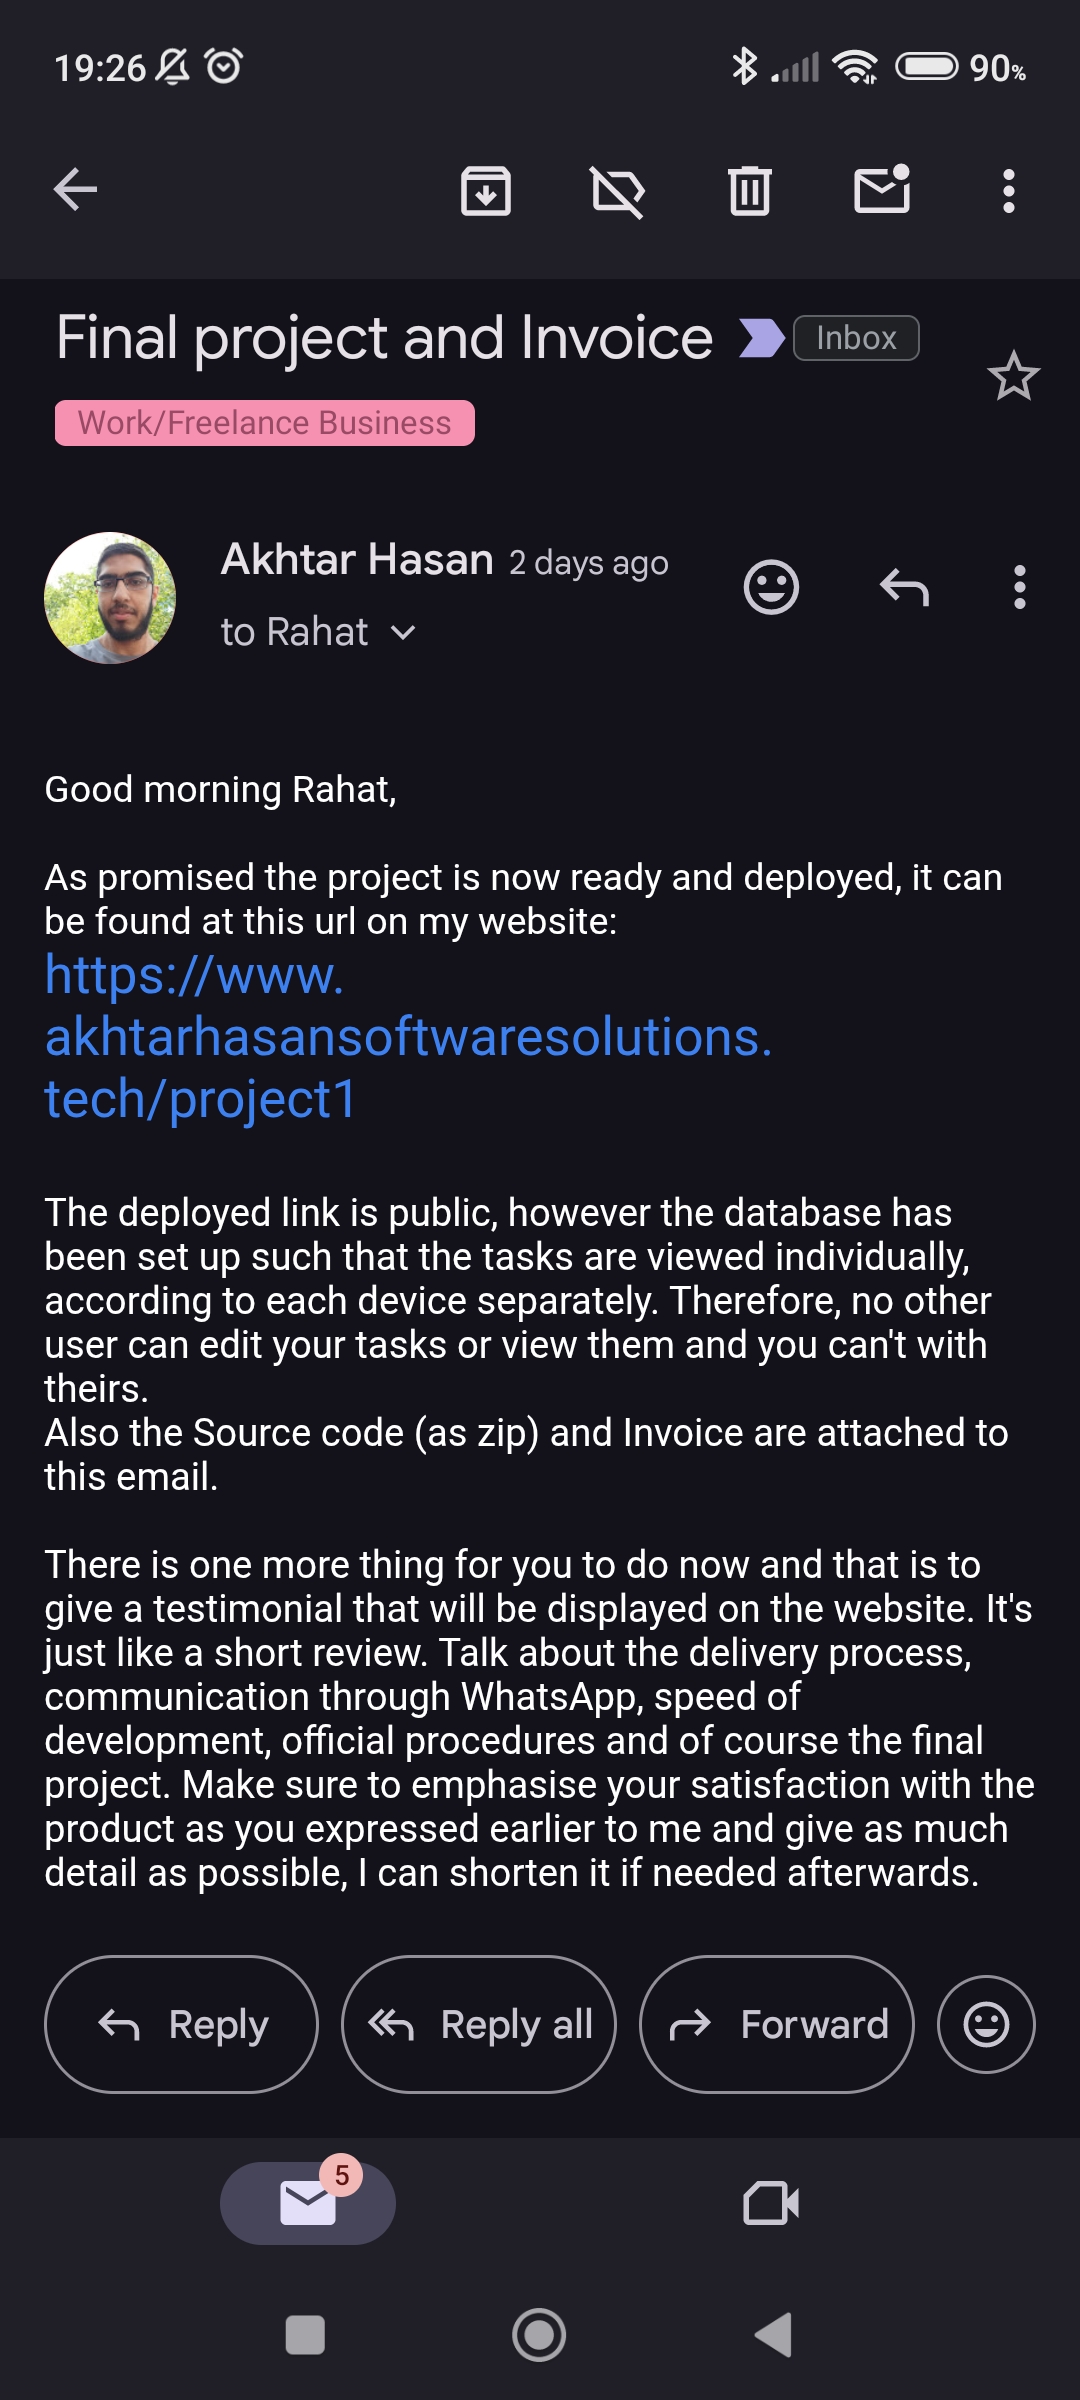 19:26
90%
Final project and Invoice
Inbox
Work/Freelance Business
Akhtar Hasan 2 days ago
to Rahat
Good morning Rahat,
As promised the project is now ready and deployed, it can
be found at this url on my website:
https://www.
akhtarhasansoftwaresolutions.
tech/project1
The deployed link is public, however the database has
been set up such that the tasks are viewed individually,
according to each device separately. Therefore, no other
user can edit your tasks or view them and you can't with
theirs.
Also the Source code (as zip) and Invoice are attached to
this email.
There is one more thing for you to do now and that is to
give a testimonial that will be displayed on the website. It's
just like a short review. Talk about the delivery process,
communication through WhatsApp, speed of
development, official procedures and of course the final
project. Make sure to emphasise your satisfaction with the
product as you expressed earlier to me and give as much
detail as possible, I can shorten it if needed afterwards.
Reply
Reply all
Forward
5